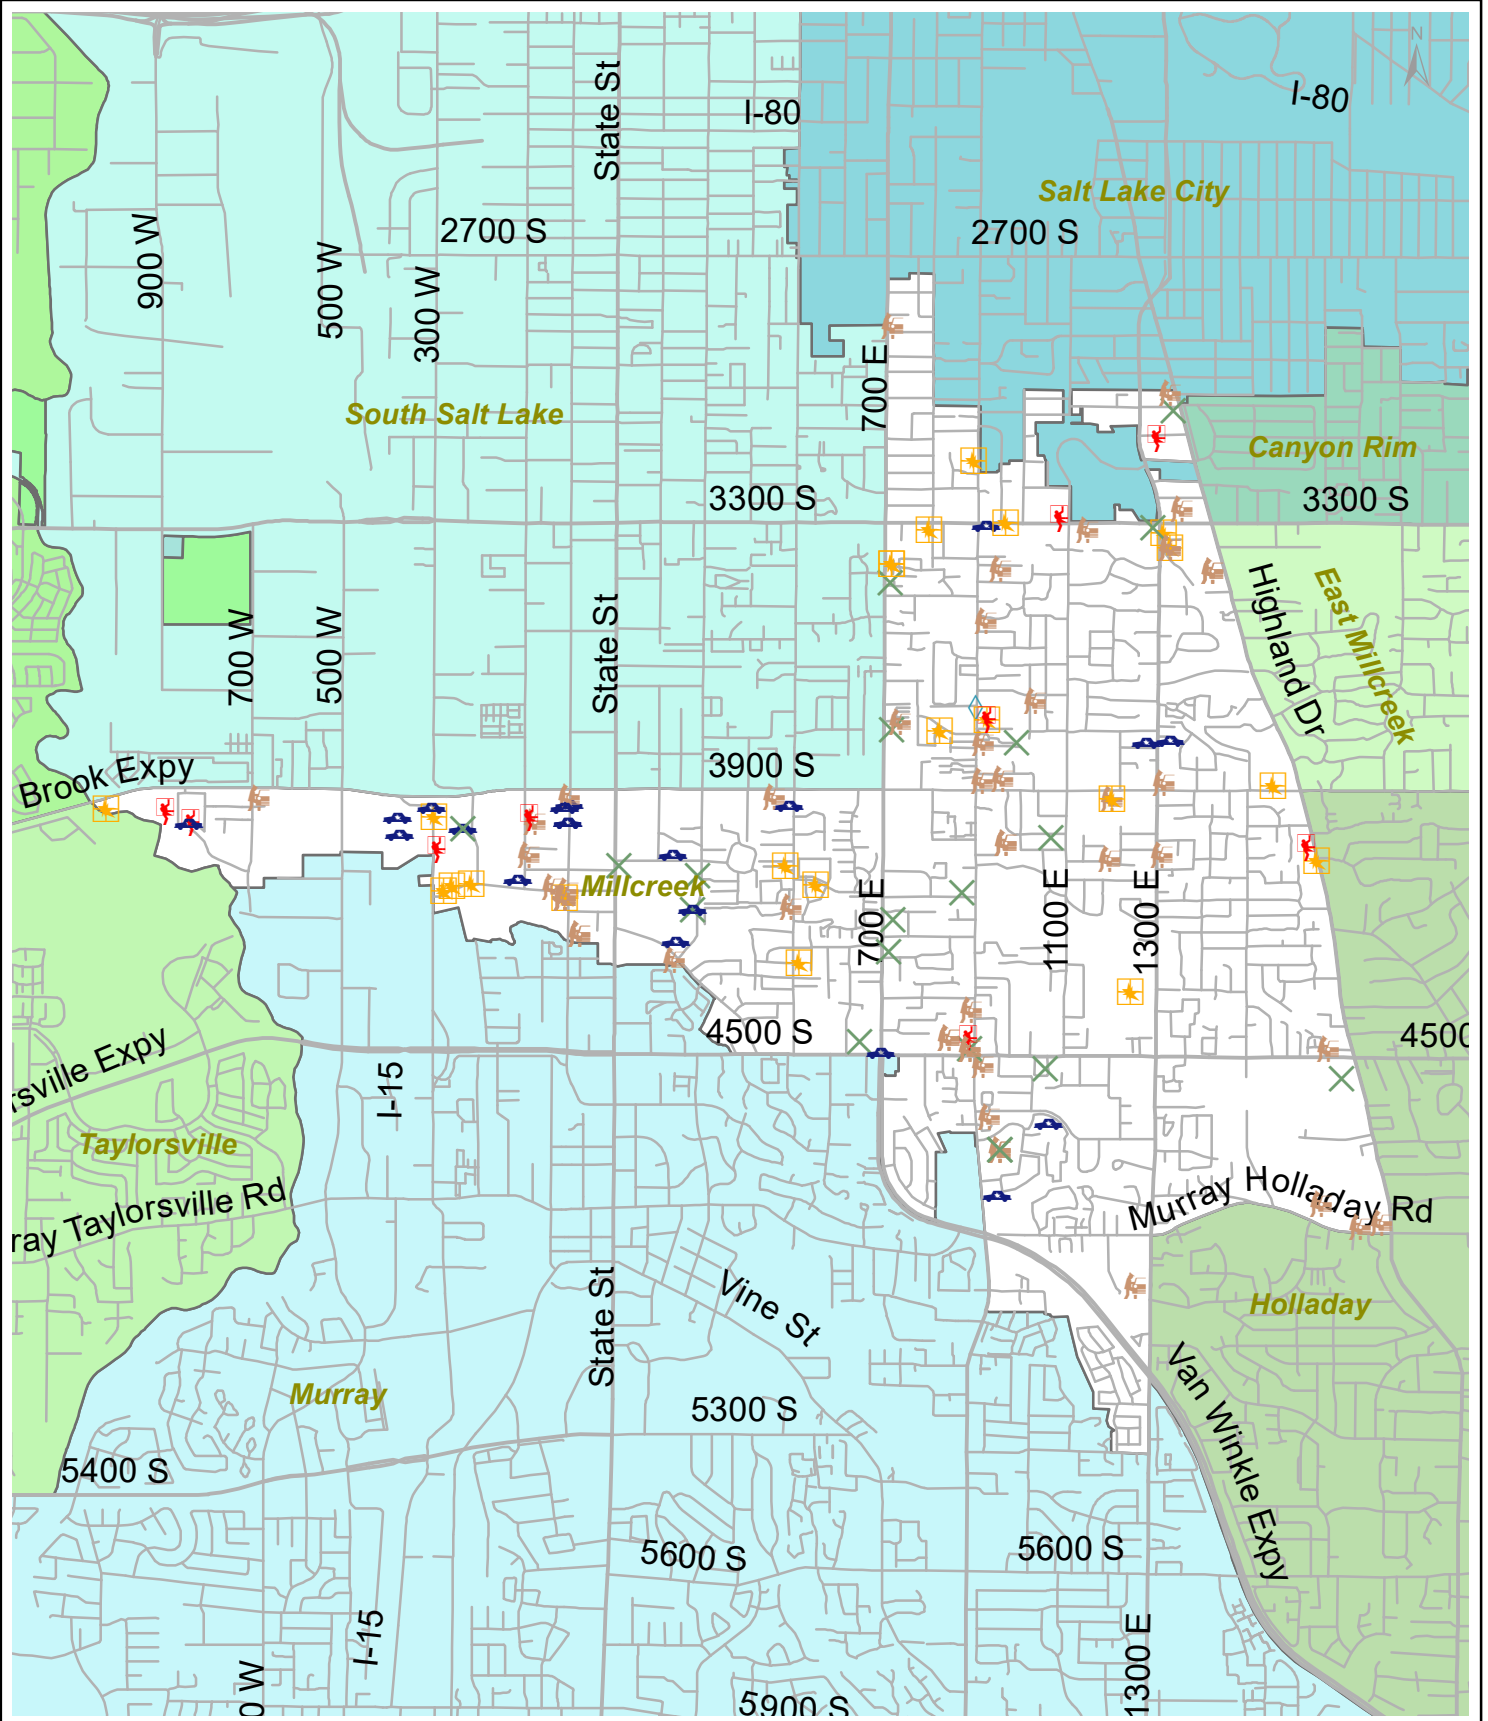 N
State St
I-80
I-80
Salt Lake City
900 W
2700 S
2700 S
500 W
300 W
700 E
South Salt Lake
Canyon Rim
3300 S
3300 S
Highland Dr
East Millcreek
700 W
500 W
State St
Brook Expy
3900 S
Millcreek
700 E
1100 E
1300 E
4500 S
4500
rsville Expy
I-15
Taylorsville
ray Taylorsville Rd
Murray Holladay Rd
State St
Vine St
Holladay
Murray
5300 S
Van Winkle Expy
5400 S
5600 S
5600 S
I-15
0 W
1300 E
5900 S